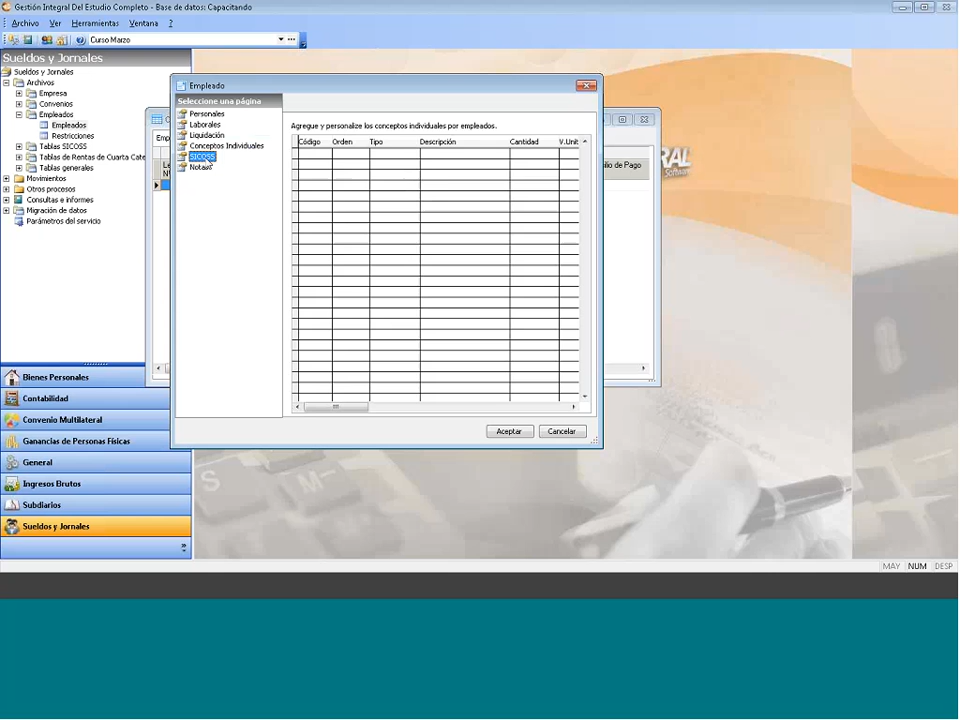 Gestión Integral Del Estudio Completo - Base de datos: Capacitando
Archivo Ver Herramientas Ventana ?
Curso Marzo
Sueldos y Jornales
Sueldos y Jornales
Archivos
Empresa
Convenios
Empleados
Empleados
Restricciones
Tablas SICOSS
Tablas de Rentas de Cuarta Cate
Tablas generales
Movimientos
Otros procesos
Consultas e informes
Migración de datos
Parámetros del servicio
Bienes Personales
Contabilidad
Convenio Multilateral
Ganancias de Personas Físicas
General
Ingresos Brutos
Subdiarios
Sueldos y Jornales
Empleado
Seleccione una página
Personales
Laborales
Liquidación
Conceptos Individuales
SICOSS
Notas
Agregue y personalize los conceptos individuales por empleados.
Código Orden Tipo Descripción Cantidad V.Unit
Aceptar Cancelar
Emp
Le
N
ilio de Pago
RAL
Software
MAY NUM DESP